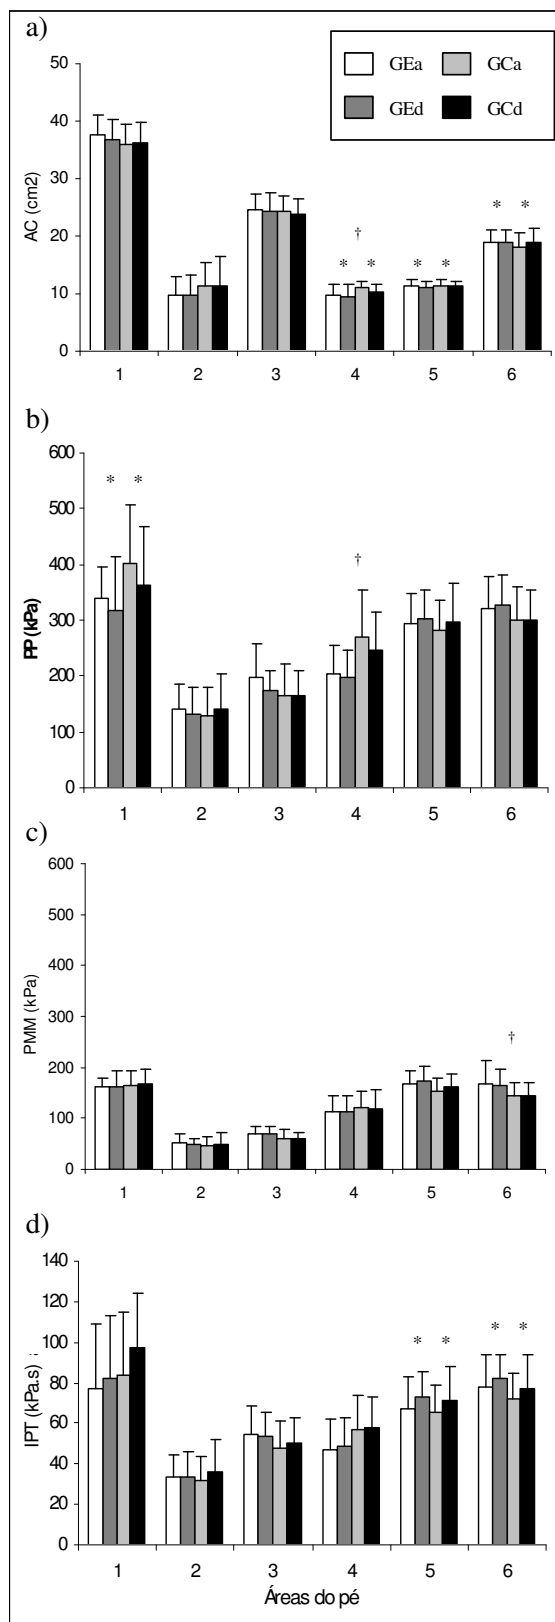 a)
GEa GCa
GEd GCd
AC (cm2)
50
40
30
20
10
0
* *
†
* * * *
* *
1 2 3 4 5 6
b)
PP (kPa)
600
500
400
300
200
100
0
* *
†
1 2 3 4 5 6
c)
PMM (kPa)
600
500
400
300
200
100
0
†
1 2 3 4 5 6
d)
IPT (kPa.s)
140
120
100
80
60
40
20
0
* * * *
1 2 3 4 5 6
Áreas do pé